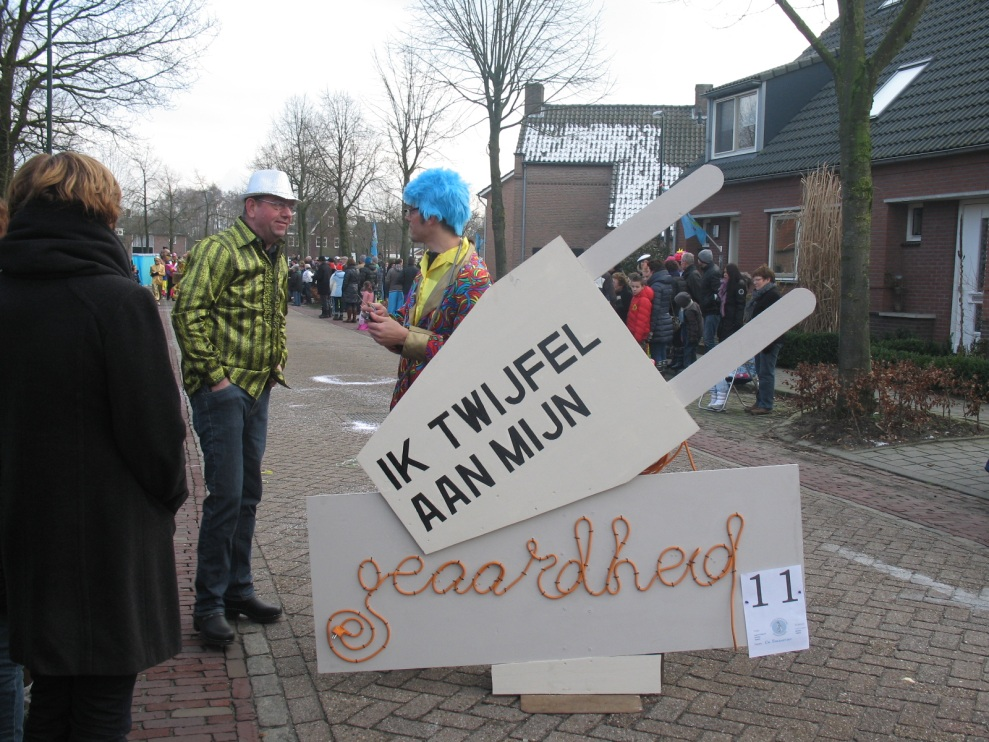 IK TWIJFEL
AAN MIJN
geaardheid
.11.